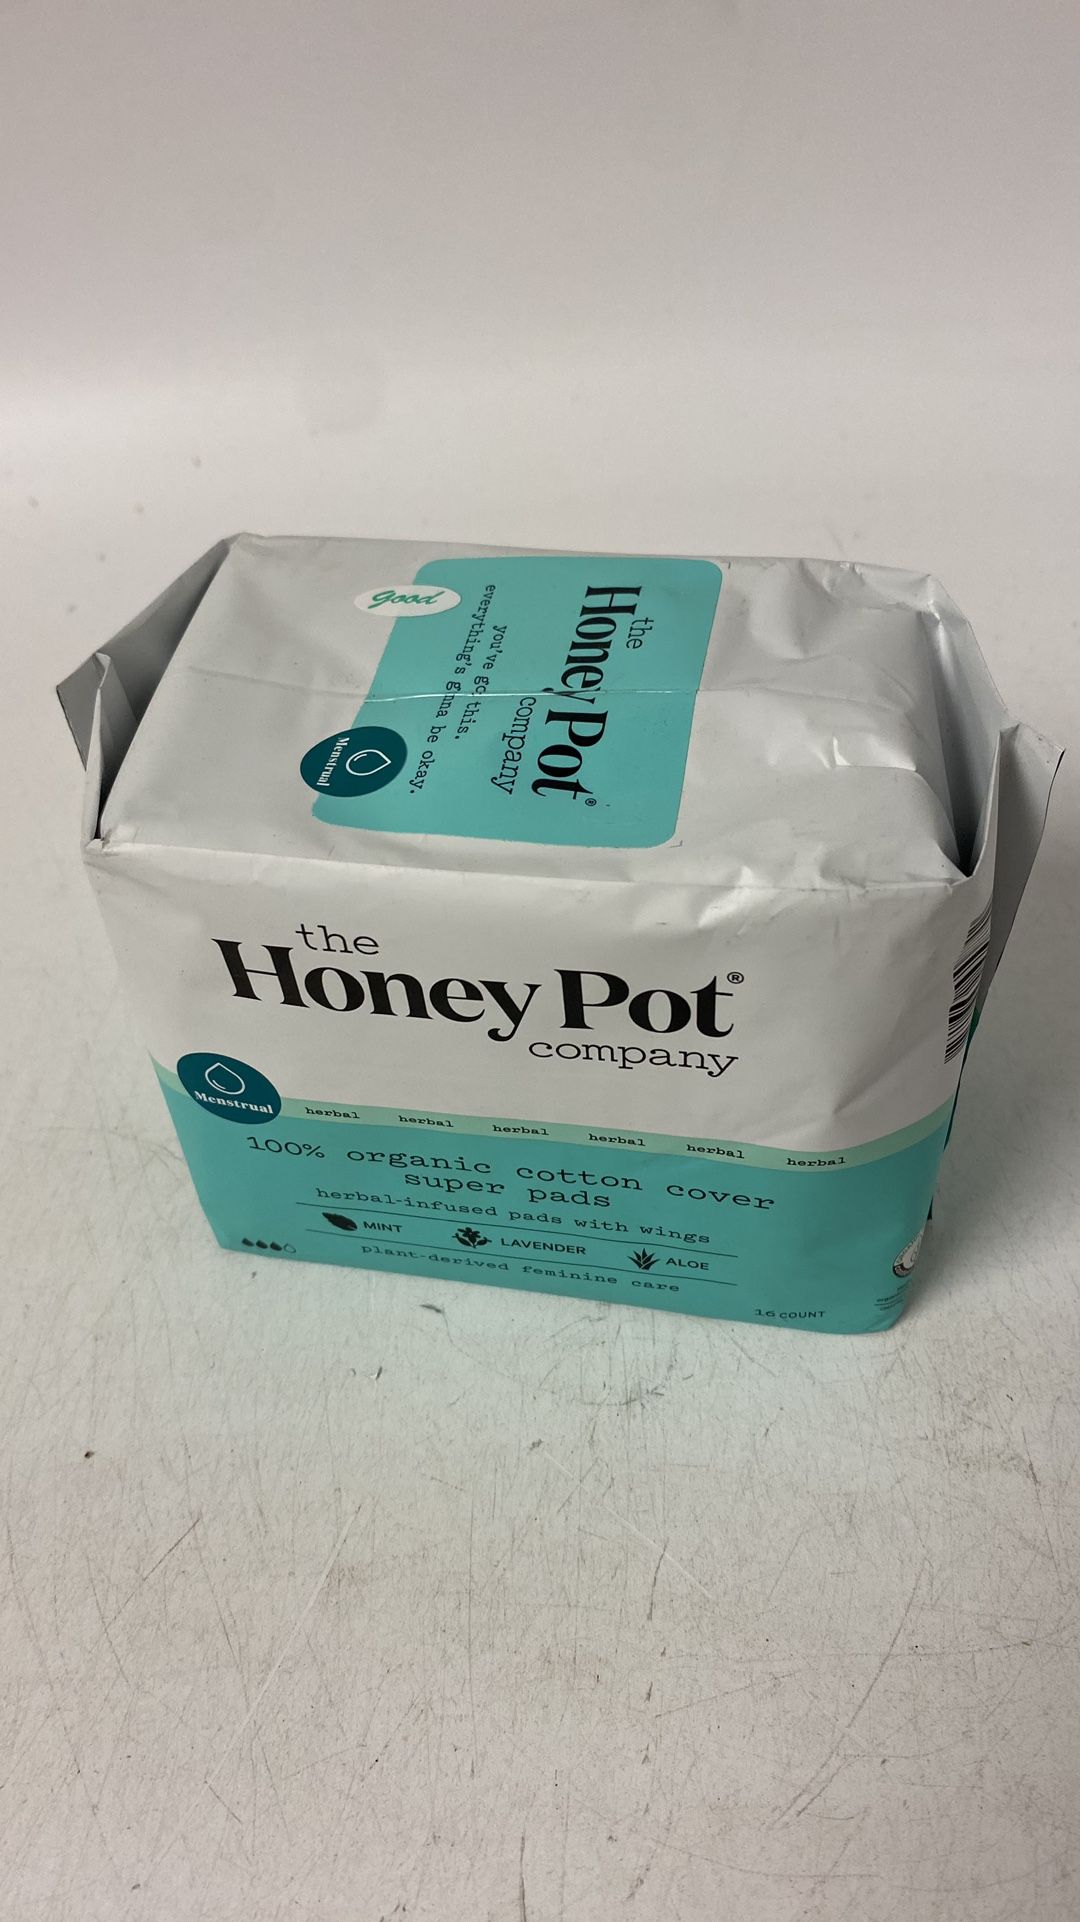 good
the
Honey Pot®
company
you've go this.
everything's gnna be okay.
Menstrual
the
Honey Pot®
company
Menstrual
herbal herbal herbal herbal herbal herbal
100% organic cotton cover
super pads
herbal-infused pads with wings
MINT LAVENDER ALOE
plant-derived feminine care
16 COUNT